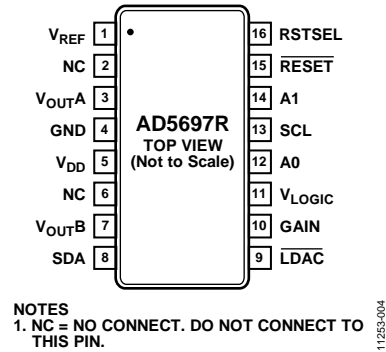 VREF 1
NC 2
VOUTA 3
GND 4
VDD 5
NC 6
VOUTB 7
SDA 8
AD5697R
TOP VIEW
(Not to Scale)
16 RSTSEL
15 RESET
14 A1
13 SCL
12 A0
11 VLOGIC
10 GAIN
9 LDAC
NOTES
1. NC = NO CONNECT. DO NOT CONNECT TO
THIS PIN.
11253-004